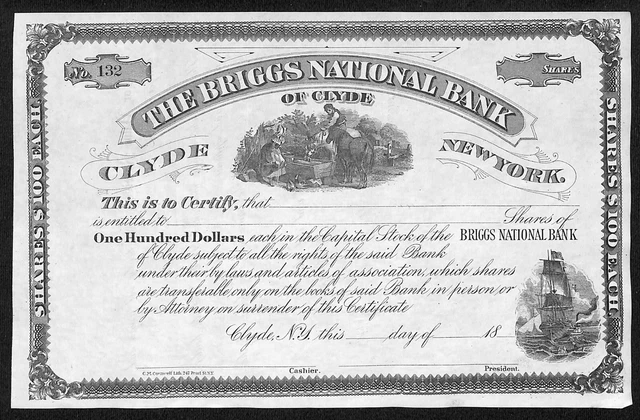 No. 132
SHARES
THE BRIGGS NATIONAL BANK
OF CLYDE
CLYDE
NEW YORK.
This is to Certify, that
is entitled to Shares of
One Hundred Dollars each in the Capital Stock of the BRIGGS NATIONAL BANK
of Clyde subject to all the rights of the said Bank
under their by laws and articles of association, which shares
are transferable only on the books of said Bank in person or
by Attorney on surrender of this Certificate
Clyde, N.Y. this day of 18
Cashier. President.
SHARES $100 EACH.
SHARES $100 EACH.